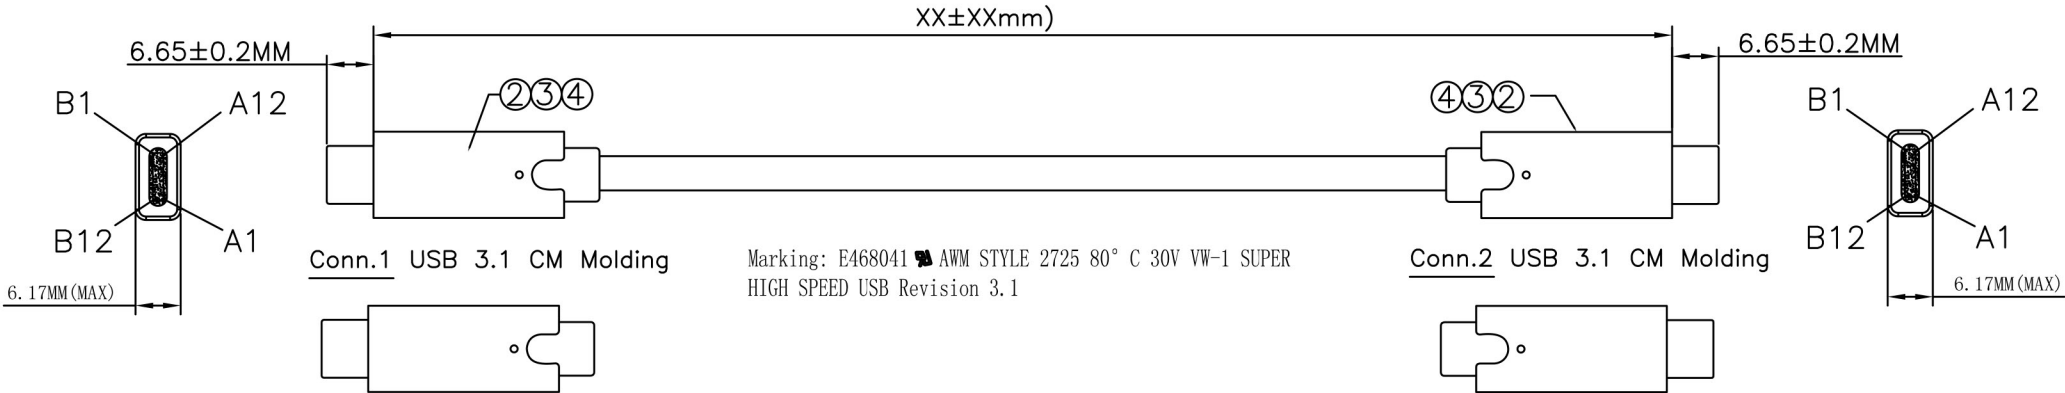 XX±XXmm)
6.65±0.2MM
6.65±0.2MM
②③④
④③②
B1
A12
B1
A12
B12
A1
B12
A1
Conn.1 USB 3.1 CM Molding
Marking: E468041 AWM STYLE 2725 80° C 30V VW-1 SUPER
HIGH SPEED USB Revision 3.1
Conn.2 USB 3.1 CM Molding
6.17MM(MAX)
6.17MM(MAX)